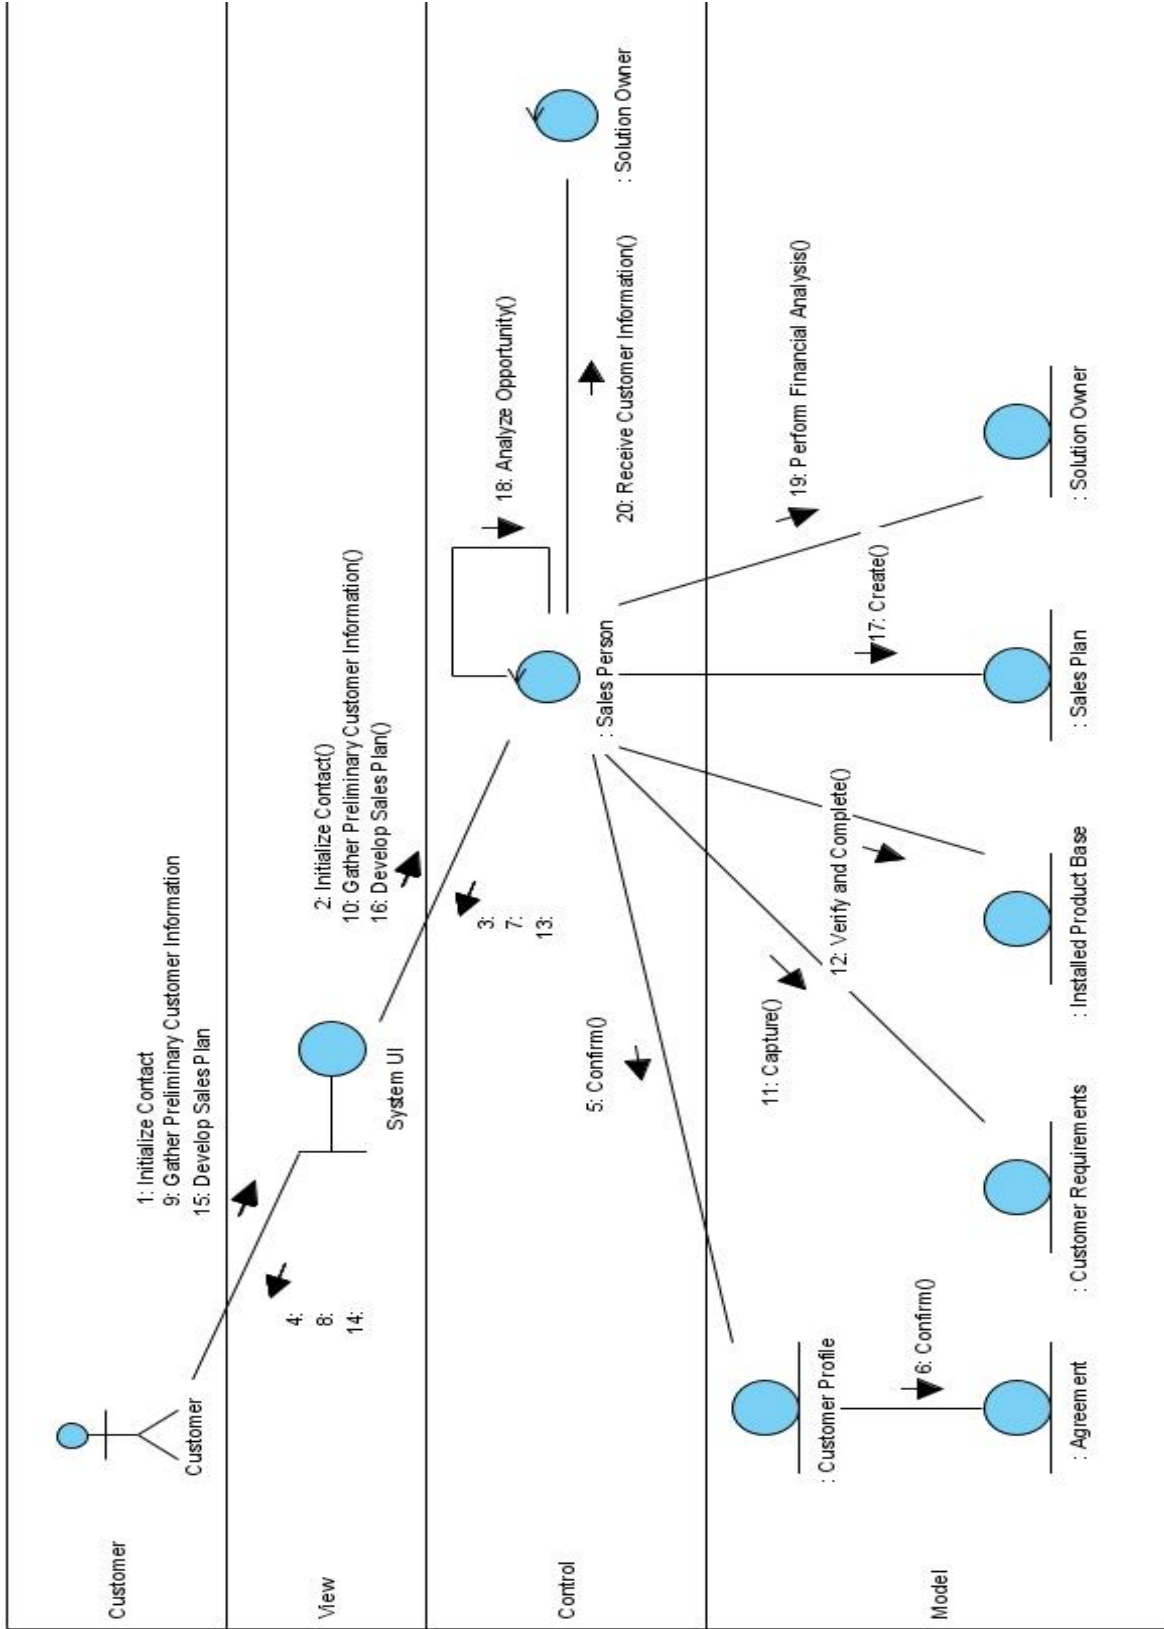 Customer
View
Control
Model
Customer
1: Initialize Contact
9: Gather Preliminary Customer Information
15: Develop Sales Plan
4:
8:
14:
System UI
2: Initialize Contact()
10: Gather Preliminary Customer Information()
16: Develop Sales Plan()
3:
7:
13:
: Sales Person
18: Analyze Opportunity()
20: Receive Customer Information()
: Solution Owner
5: Confirm()
: Customer Profile
6: Confirm()
: Agreement
11: Capture()
: Customer Requirements
12: Verify and Complete()
: Installed Product Base
17: Create()
: Sales Plan
19: Perform Financial Analysis()
: Solution Owner